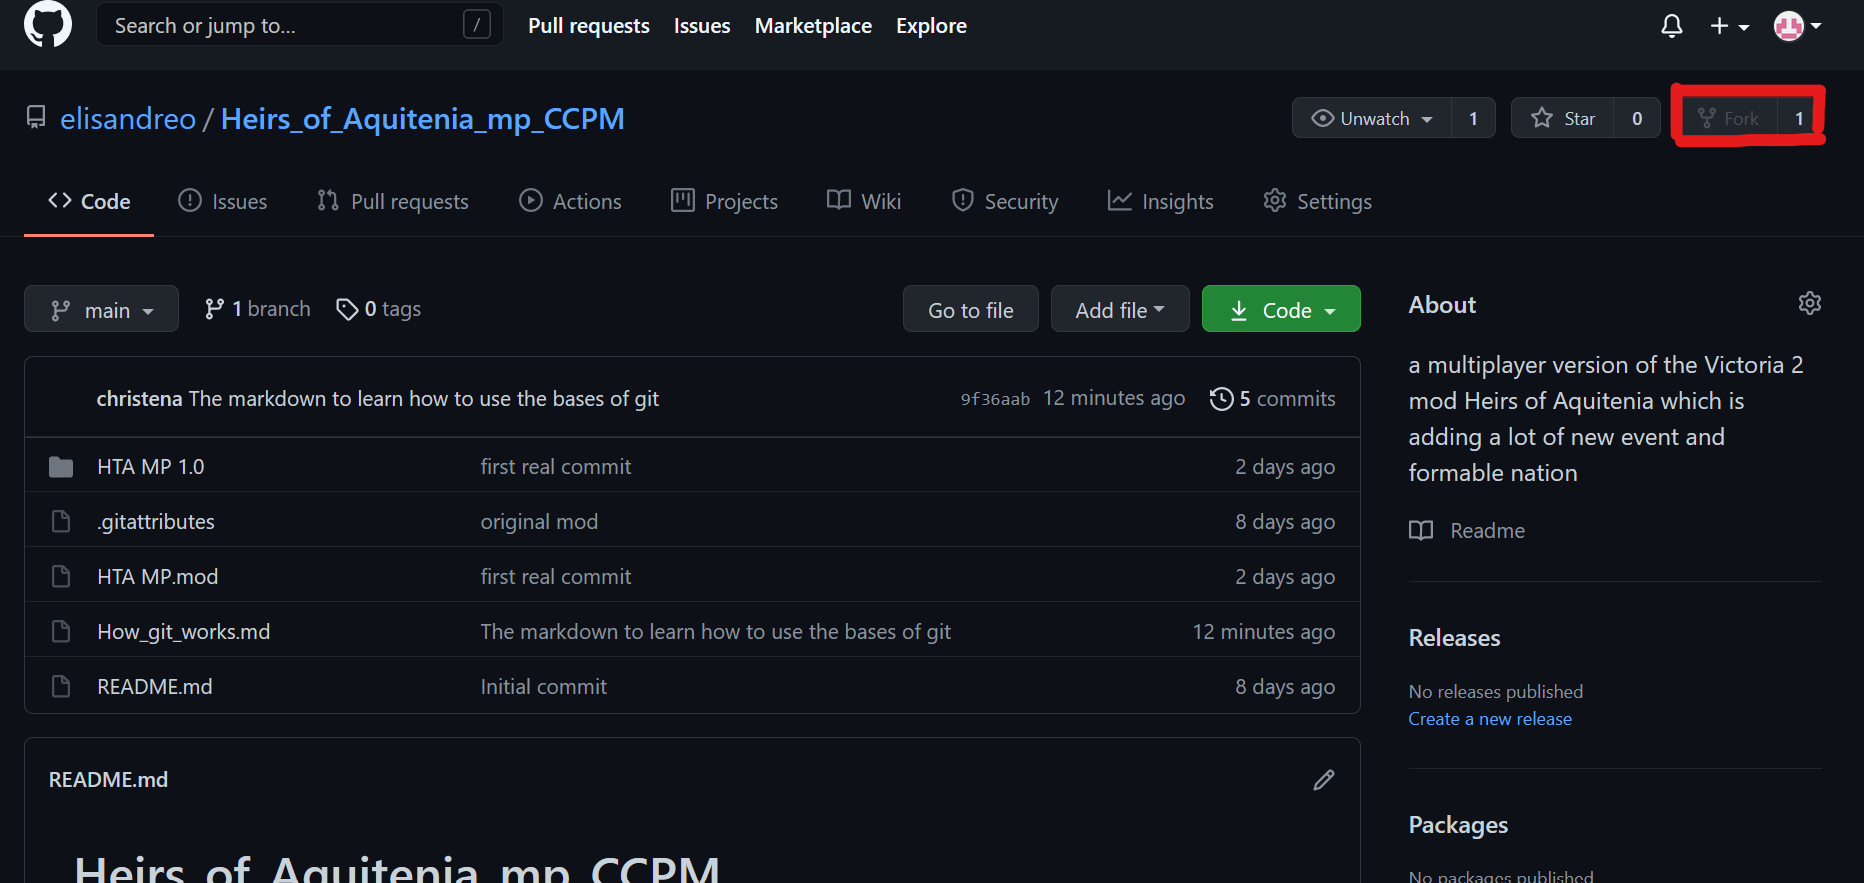 Search or jump to... /
Pull requests Issues Marketplace Explore
elisandreo / Heirs_of_Aquitenia_mp_CCPM
Unwatch 1 Star 0 Fork 1
Code Issues Pull requests Actions Projects Wiki Security Insights Settings
main 1 branch 0 tags Go to file Add file Code
christena The markdown to learn how to use the bases of git 9f36aab 12 minutes ago 5 commits
HTA MP 1.0 first real commit 2 days ago
.gitattributes original mod 8 days ago
HTA MP.mod first real commit 2 days ago
How_git_works.md The markdown to learn how to use the bases of git 12 minutes ago
README.md Initial commit 8 days ago
README.md
Heirs_of_Aquitenia_mp_CCPM
About
a multiplayer version of the Victoria 2
mod Heirs of Aquitenia which is
adding a lot of new event and
formable nation
Readme
Releases
No releases published
Create a new release
Packages
No packages published